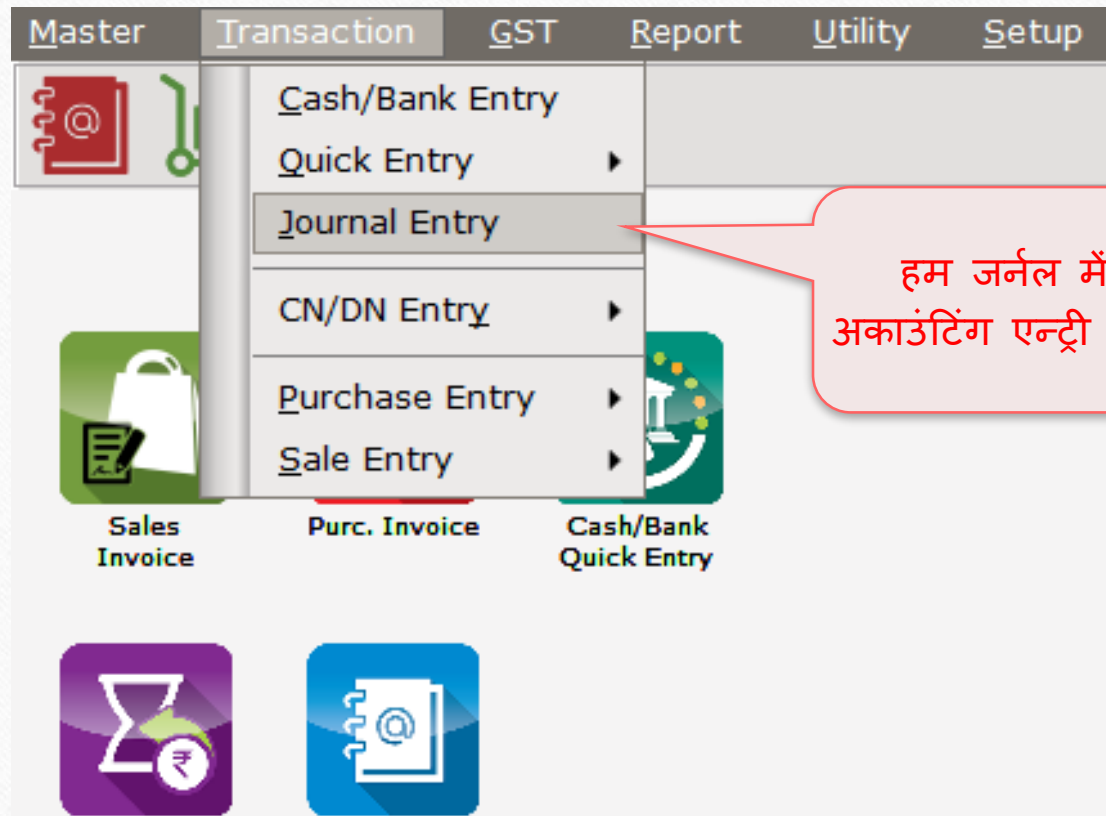 Master Transaction GST Report Utility Setup
Cash/Bank Entry
Quick Entry
Journal Entry
CN/DN Entry
Purchase Entry
Sale Entry
हम जर्नल में
अकाउंटिंग एन्ट्री
Sales
Invoice
Purc. Invoice
Cash/Bank
Quick Entry